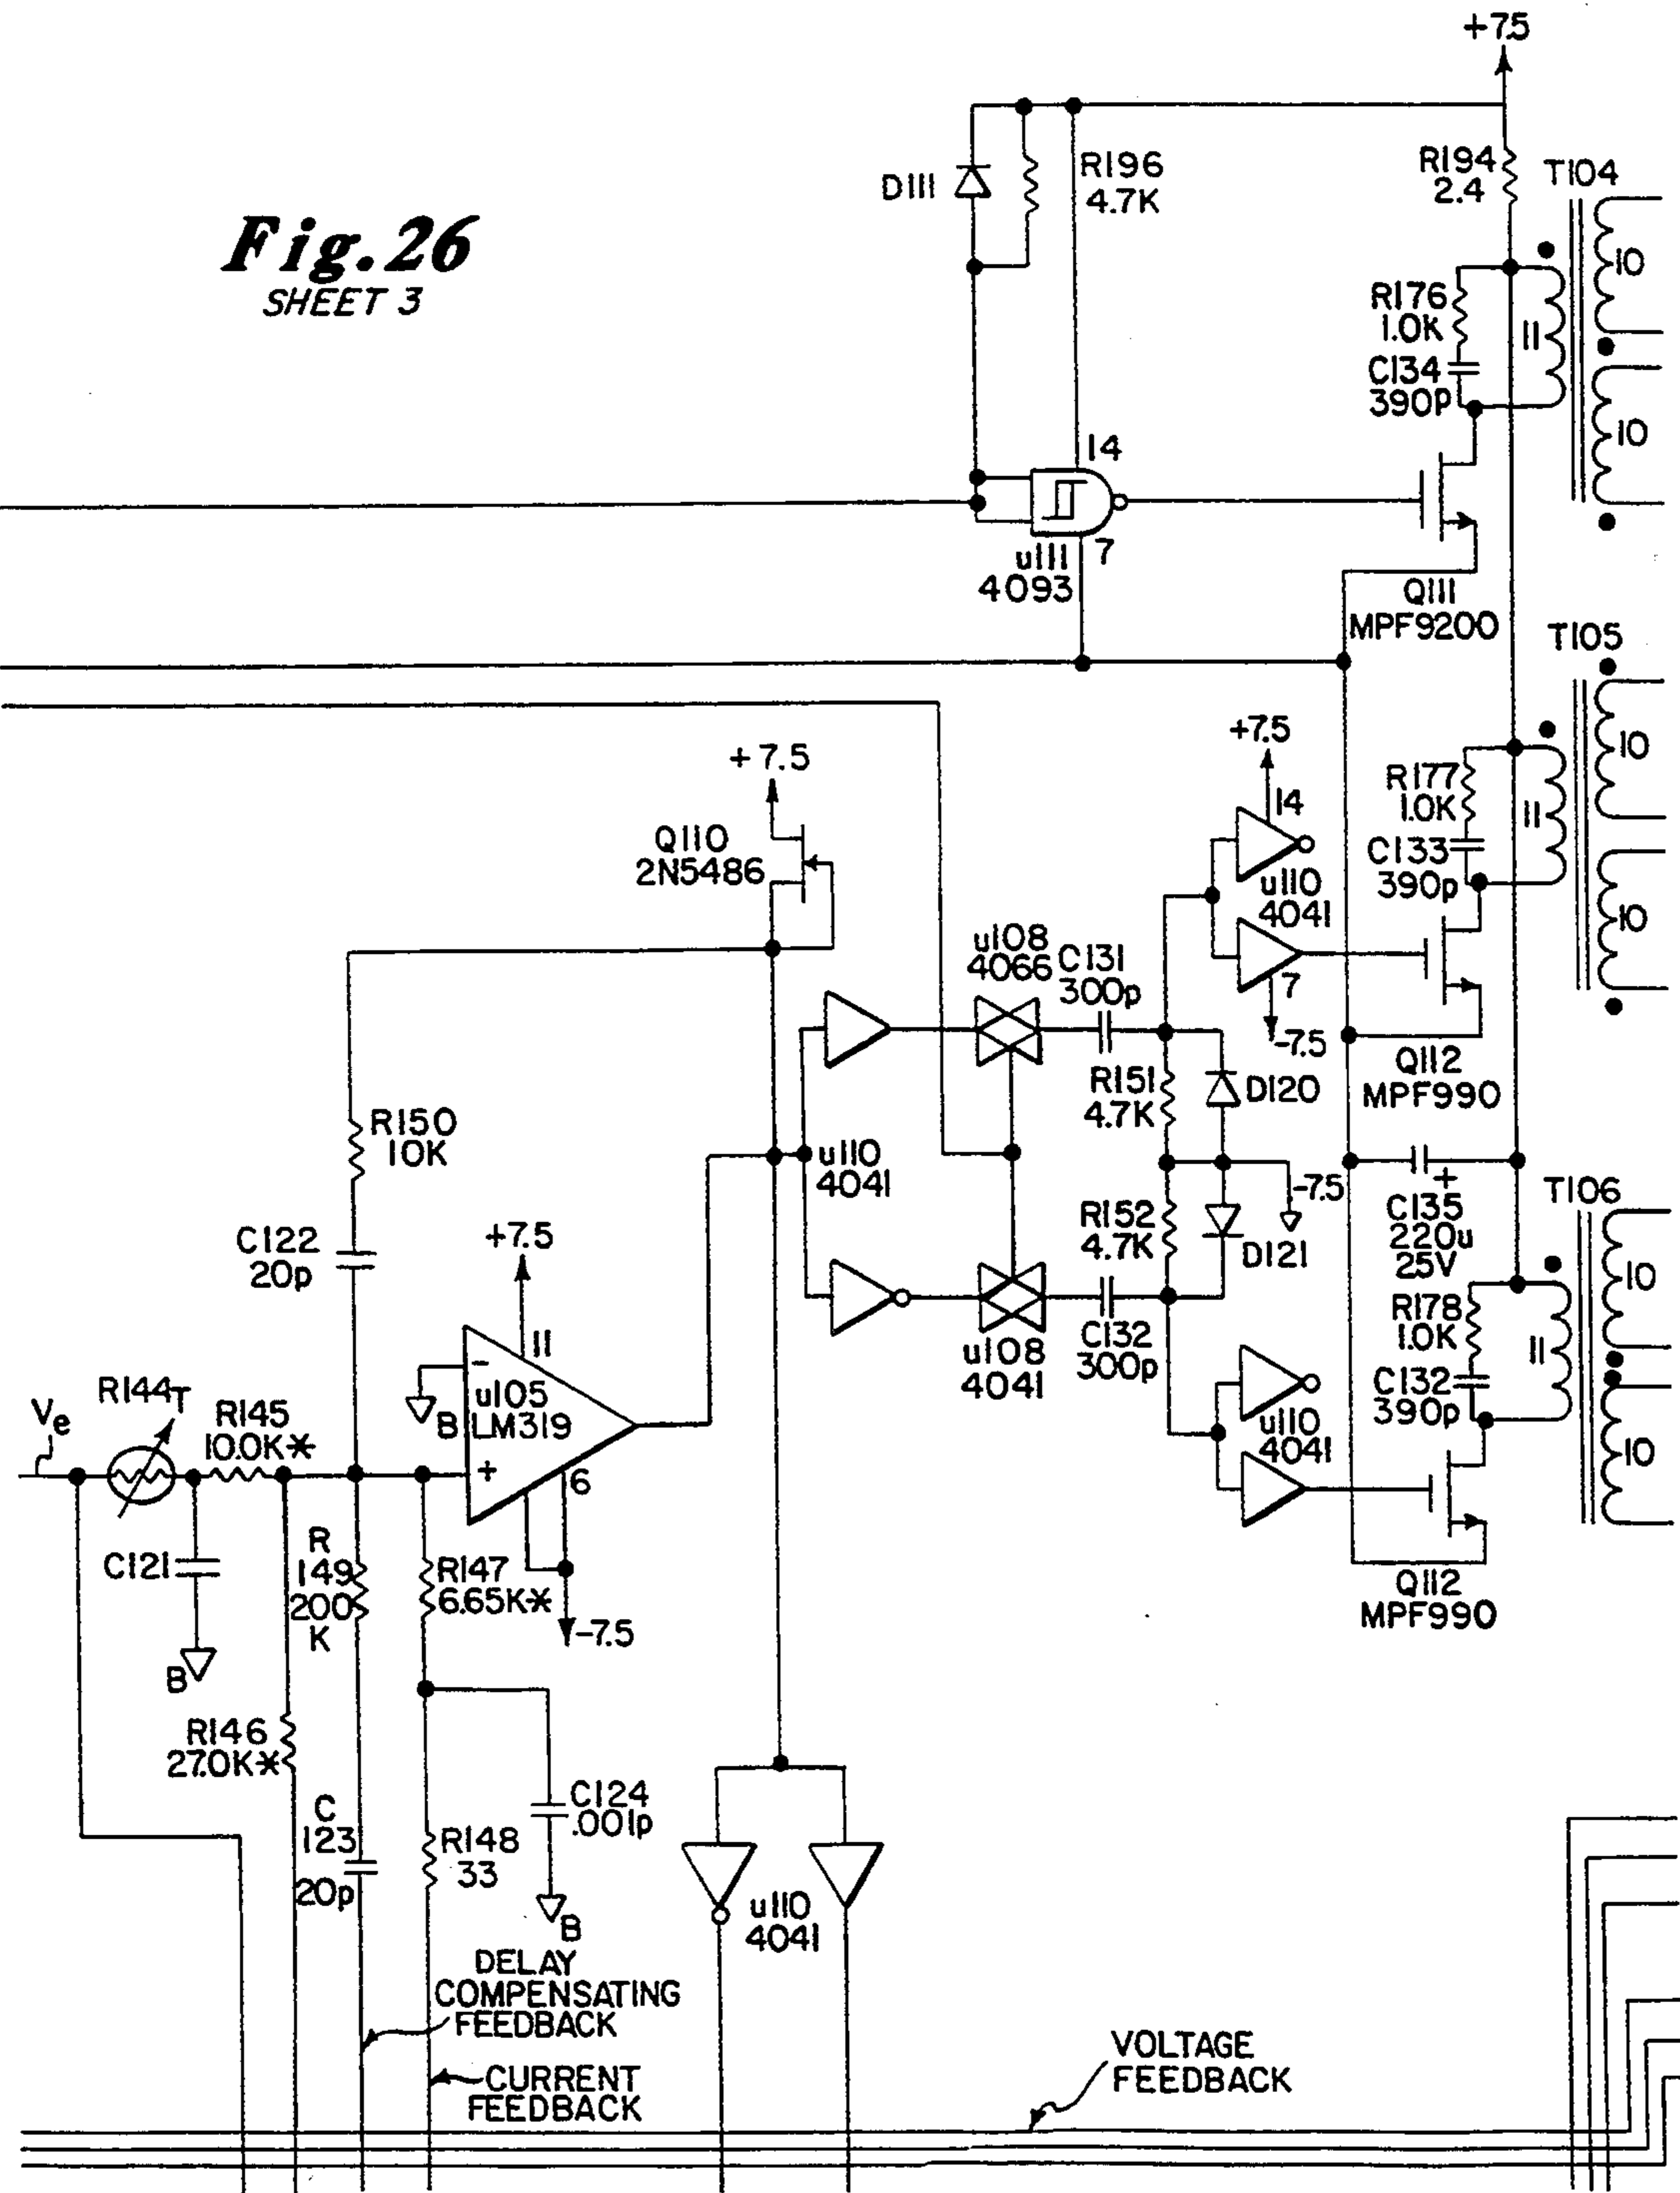 +7.5
Fig.26
SHEET 3
D111
R196
4.7K
R194
2.4
T104
10
R176
1.0K
11
C134
390p
10
14
u111
4093
7
Q111
MPF9200
T105
+7.5
Q110
2N5486
+7.5
14
u110
4041
7
-7.5
R177
1.0K
11
C133
390p
10
10
u108
4066
C131
300p
Q112
MPF990
R151
4.7K
D120
R150
10K
u110
4041
-7.5
R152
4.7K
D121
C135
220u
25V
+
T106
C122
20p
+7.5
11
-
u105
LM319
B
+
6
-7.5
u108
4041
C132
300p
R178
1.0K
11
C132
390p
10
10
u110
4041
Q112
MPF990
Ve
R144
T
R145
10.0K*
C121
B
R
149
200
K
R147
6.65K*
R146
27.0K*
C
123
20p
R148
33
C124
.001p
B
u110
4041
DELAY
COMPENSATING
FEEDBACK
CURRENT
FEEDBACK
VOLTAGE
FEEDBACK